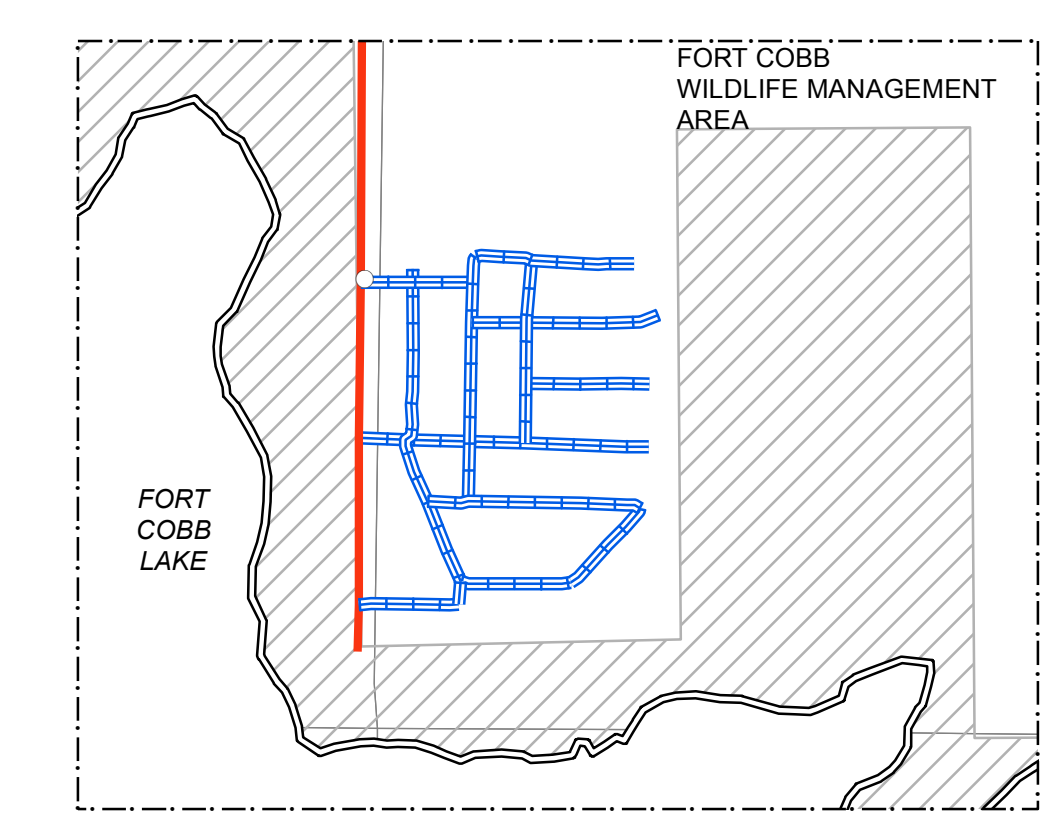 FORT COBB
WILDLIFE MANAGEMENT
AREA
FORT
COBB
LAKE